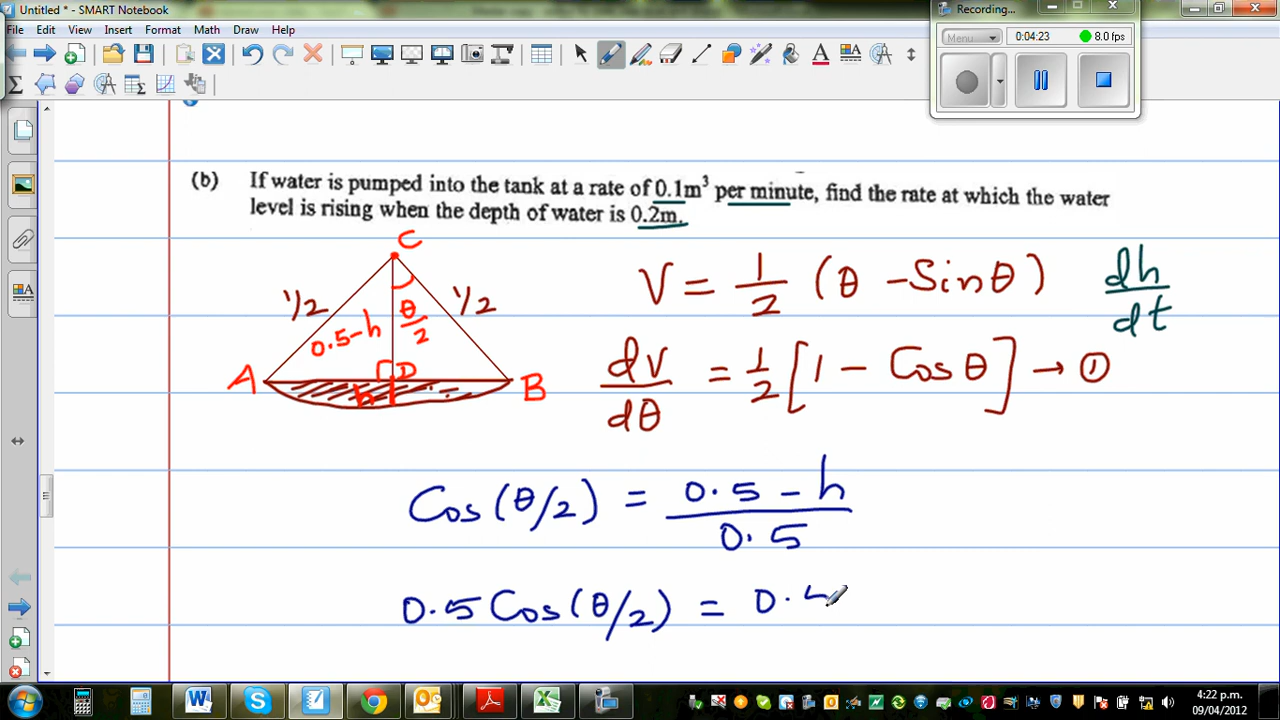 Untitled * - SMART Notebook
Recording...
File Edit View Insert Format Math Draw Help
Menu 0:04:23 8.0 fps
(b) If water is pumped into the tank at a rate of 0.1m³ per minute, find the rate at which the water
level is rising when the depth of water is 0.2m.
C
1/2 1/2
0.5-h θ/2
A D B
h
V = 1/2 (θ - Sinθ) dh/dt
dv/dθ = 1/2 [1 - Cosθ] → ①
Cos(θ/2) = 0.5 - h / 0.5
0.5 Cos(θ/2) = 0.5
4:22 p.m.
09/04/2012